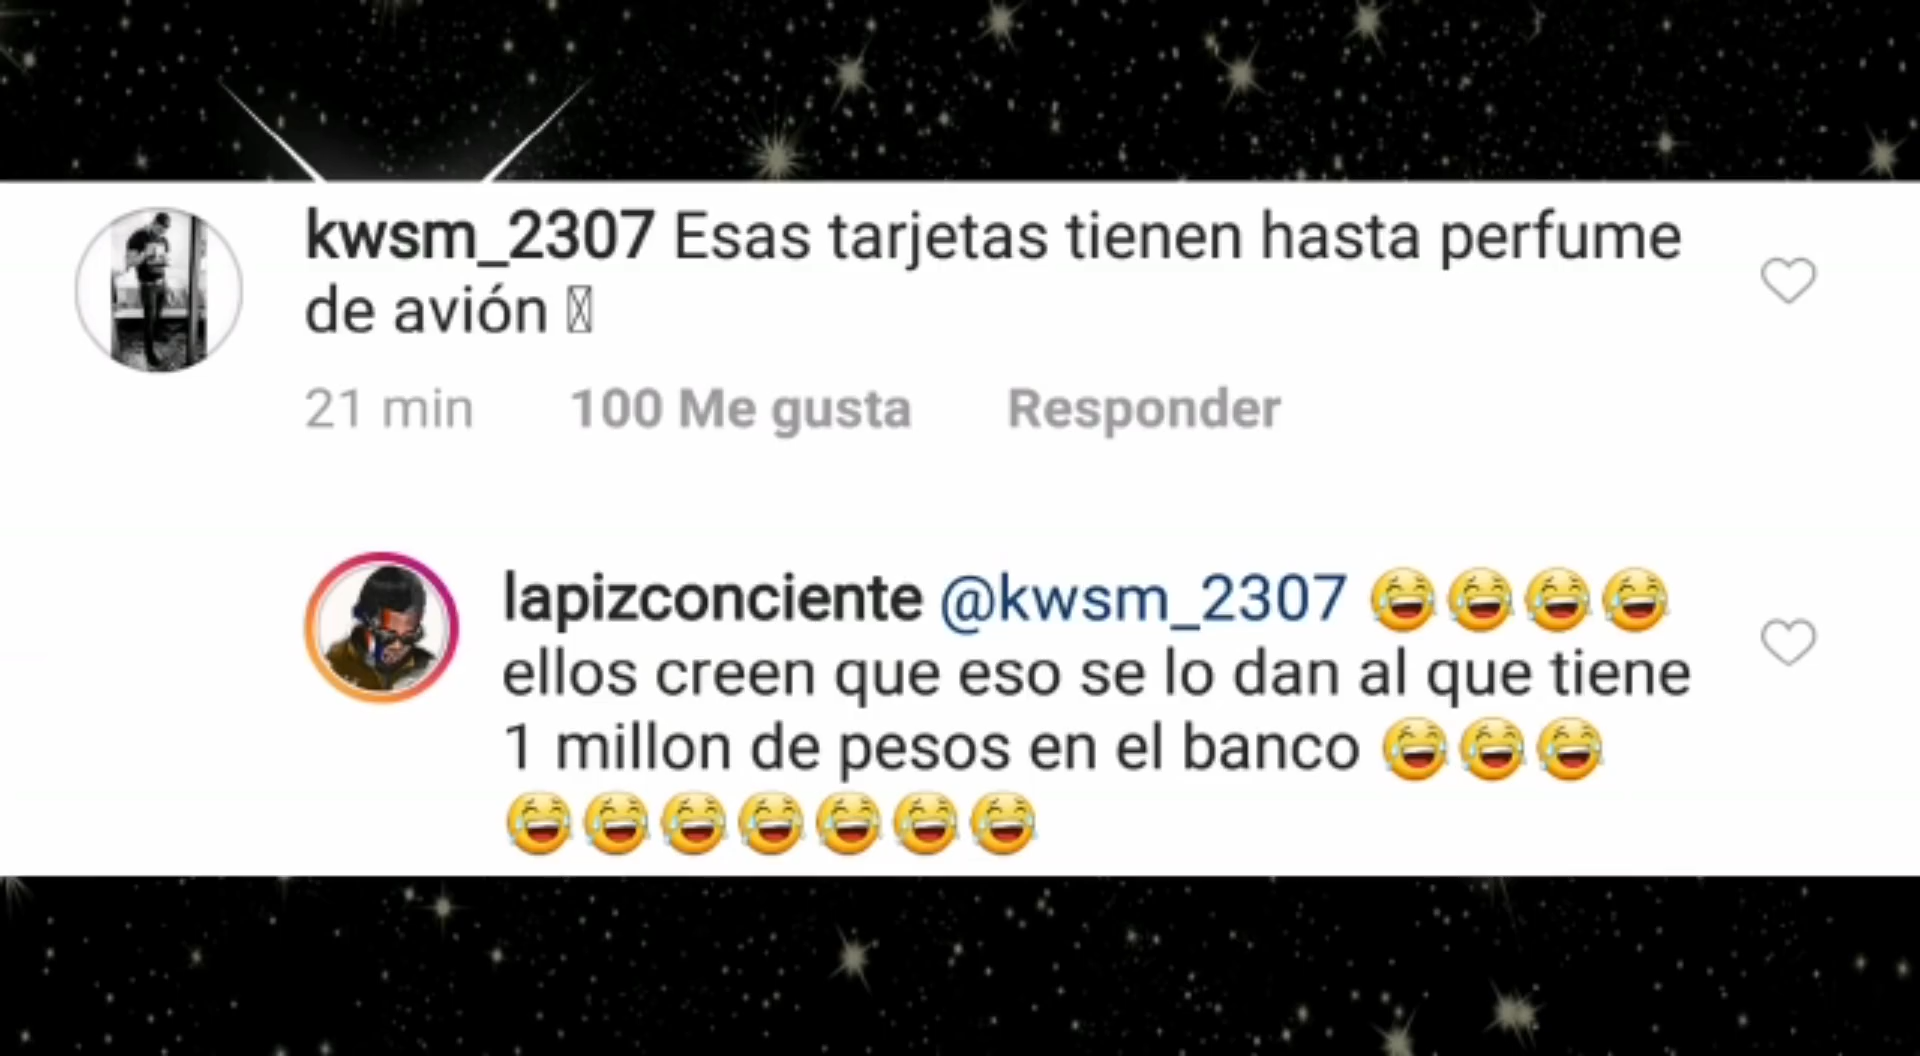 kwsm_2307 Esas tarjetas tienen hasta perfume
de avión
21 min 100 Me gusta Responder
lapizconciente @kwsm_2307 😂😂😂😂
ellos creen que eso se lo dan al que tiene
1 millon de pesos en el banco 😂😂😂
😂😂😂😂😂😂😂